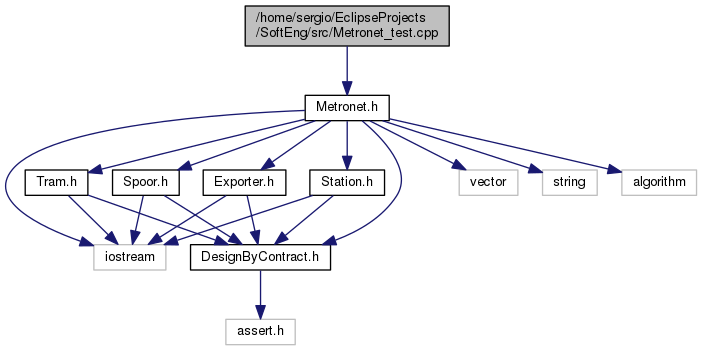 /home/sergio/EclipseProjects
/SoftEng/src/Metronet_test.cpp
Metronet.h
Tram.h
Spoor.h
Exporter.h
Station.h
vector
string
algorithm
iostream
DesignByContract.h
assert.h